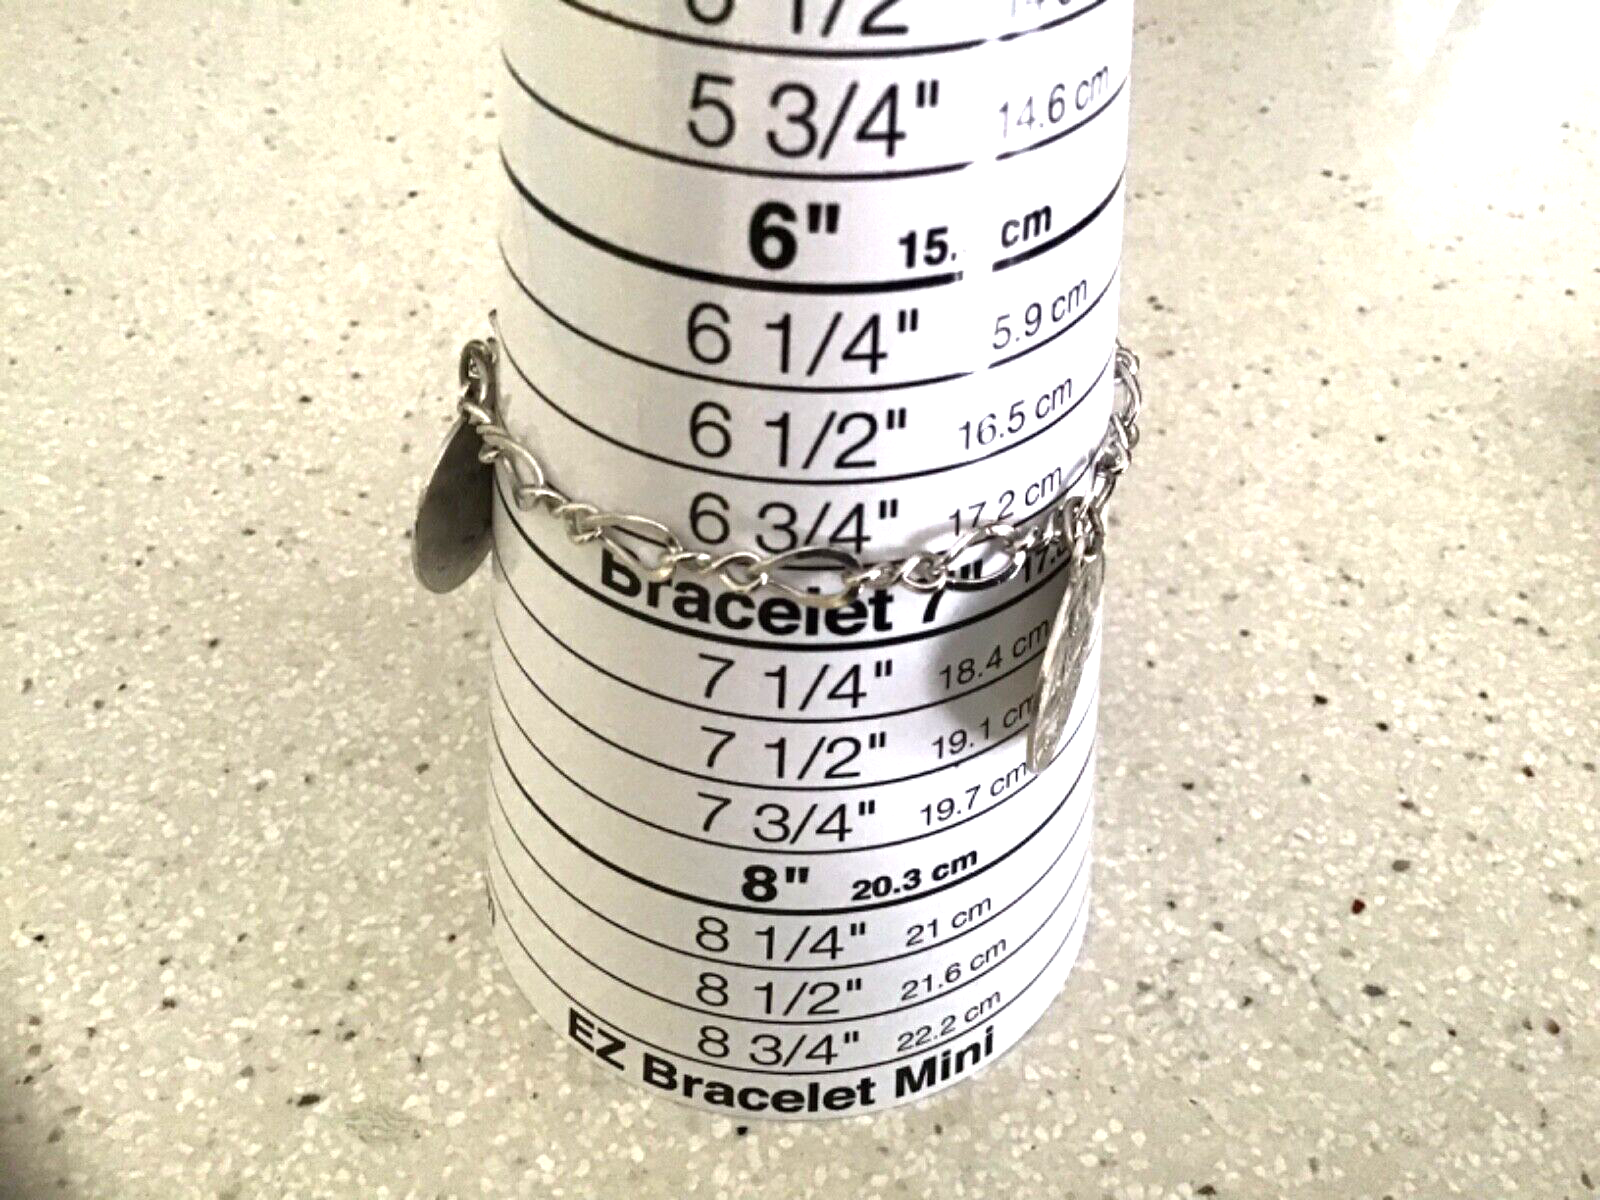 1/2"
5 3/4" 14.6 cm
6" 15. cm
6 1/4" 5.9 cm
6 1/2" 16.5 cm
6 3/4" 17.2 cm
Bracelet 7" 17.
7 1/4" 18.4 cm
7 1/2" 19.1 cm
7 3/4" 19.7 cm
8" 20.3 cm
8 1/4" 21 cm
8 1/2" 21.6 cm
8 3/4" 22.2 cm
EZ Bracelet Mini